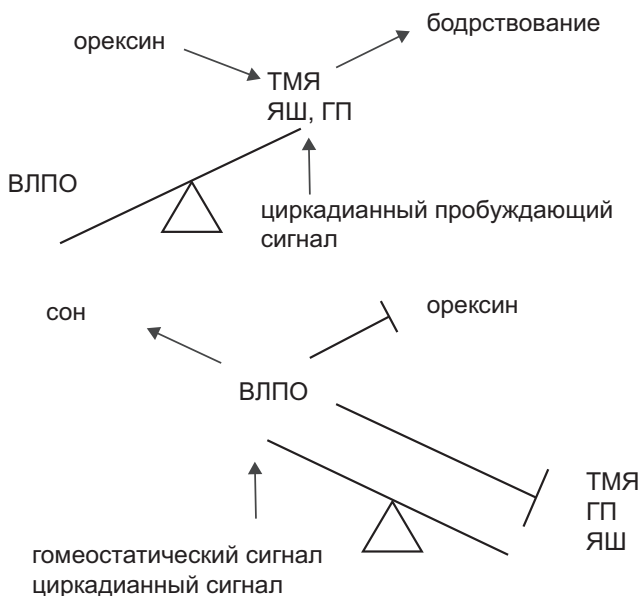 бодрствование
орексин
ТМЯ
ЯШ, ГП
ВЛПО
циркадианный пробуждающий
сигнал
сон
орексин
ВЛПО
ТМЯ
ГП
ЯШ
гомеостатический сигнал
циркадианный сигнал